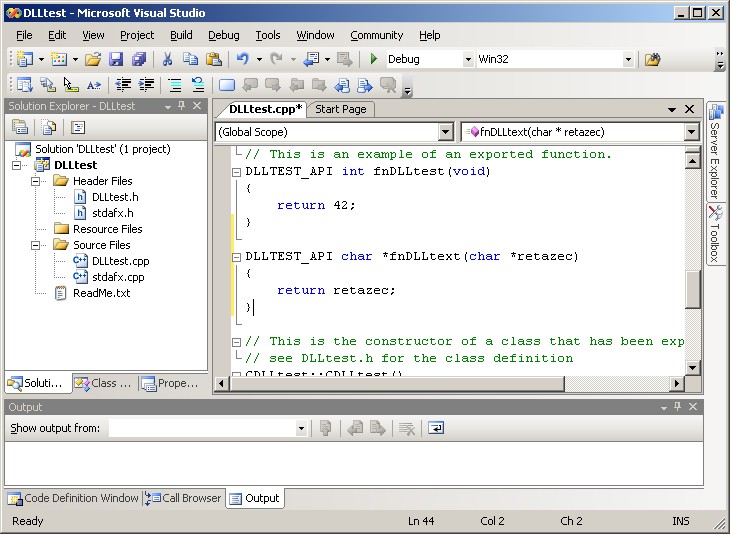 DLLtest - Microsoft Visual Studio
File Edit View Project Build Debug Tools Window Community Help
Debug Win32
Solution Explorer - DLLtest
Solution 'DLLtest' (1 project)
DLLtest
Header Files
DLLtest.h
stdafx.h
Resource Files
Source Files
DLLtest.cpp
stdafx.cpp
ReadMe.txt
Soluti... Class ... Prope...
DLLtest.cpp* Start Page
(Global Scope) fnDLLtext(char * retazec)
// This is an example of an exported function.
DLLTEST_API int fnDLLtest(void)
{
return 42;
}
DLLTEST_API char *fnDLLtext(char *retazec)
{
return retazec;
}
// This is the constructor of a class that has been exp
// see DLLtest.h for the class definition
CDLLtest::CDLLtest()
Server Explorer
Toolbox
Output
Show output from:
Code Definition Window Call Browser Output
Ready Ln 44 Col 2 Ch 2 INS